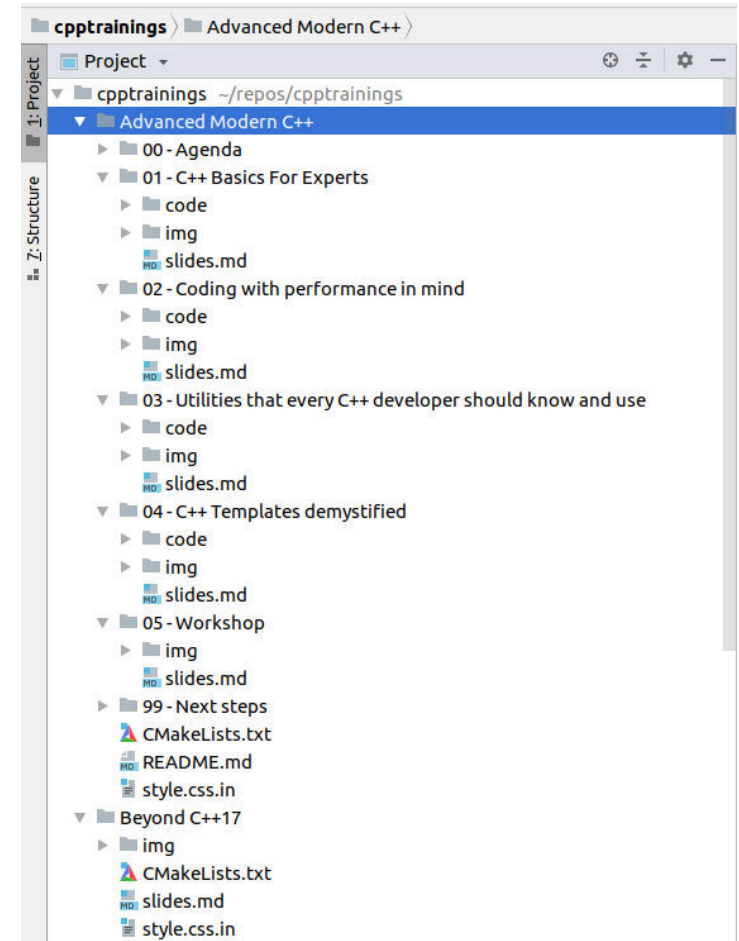 cpptrainings Advanced Modern C++
Project
1: Project
7: Structure
cpptrainings ~/repos/cpptrainings
Advanced Modern C++
00 - Agenda
01 - C++ Basics For Experts
code
img
MD slides.md
02 - Coding with performance in mind
code
img
MD slides.md
03 - Utilities that every C++ developer should know and use
code
img
MD slides.md
04 - C++ Templates demystified
code
img
MD slides.md
05 - Workshop
img
MD slides.md
99 - Next steps
CMakeLists.txt
MD README.md
style.css.in
Beyond C++17
img
CMakeLists.txt
MD slides.md
style.css.in